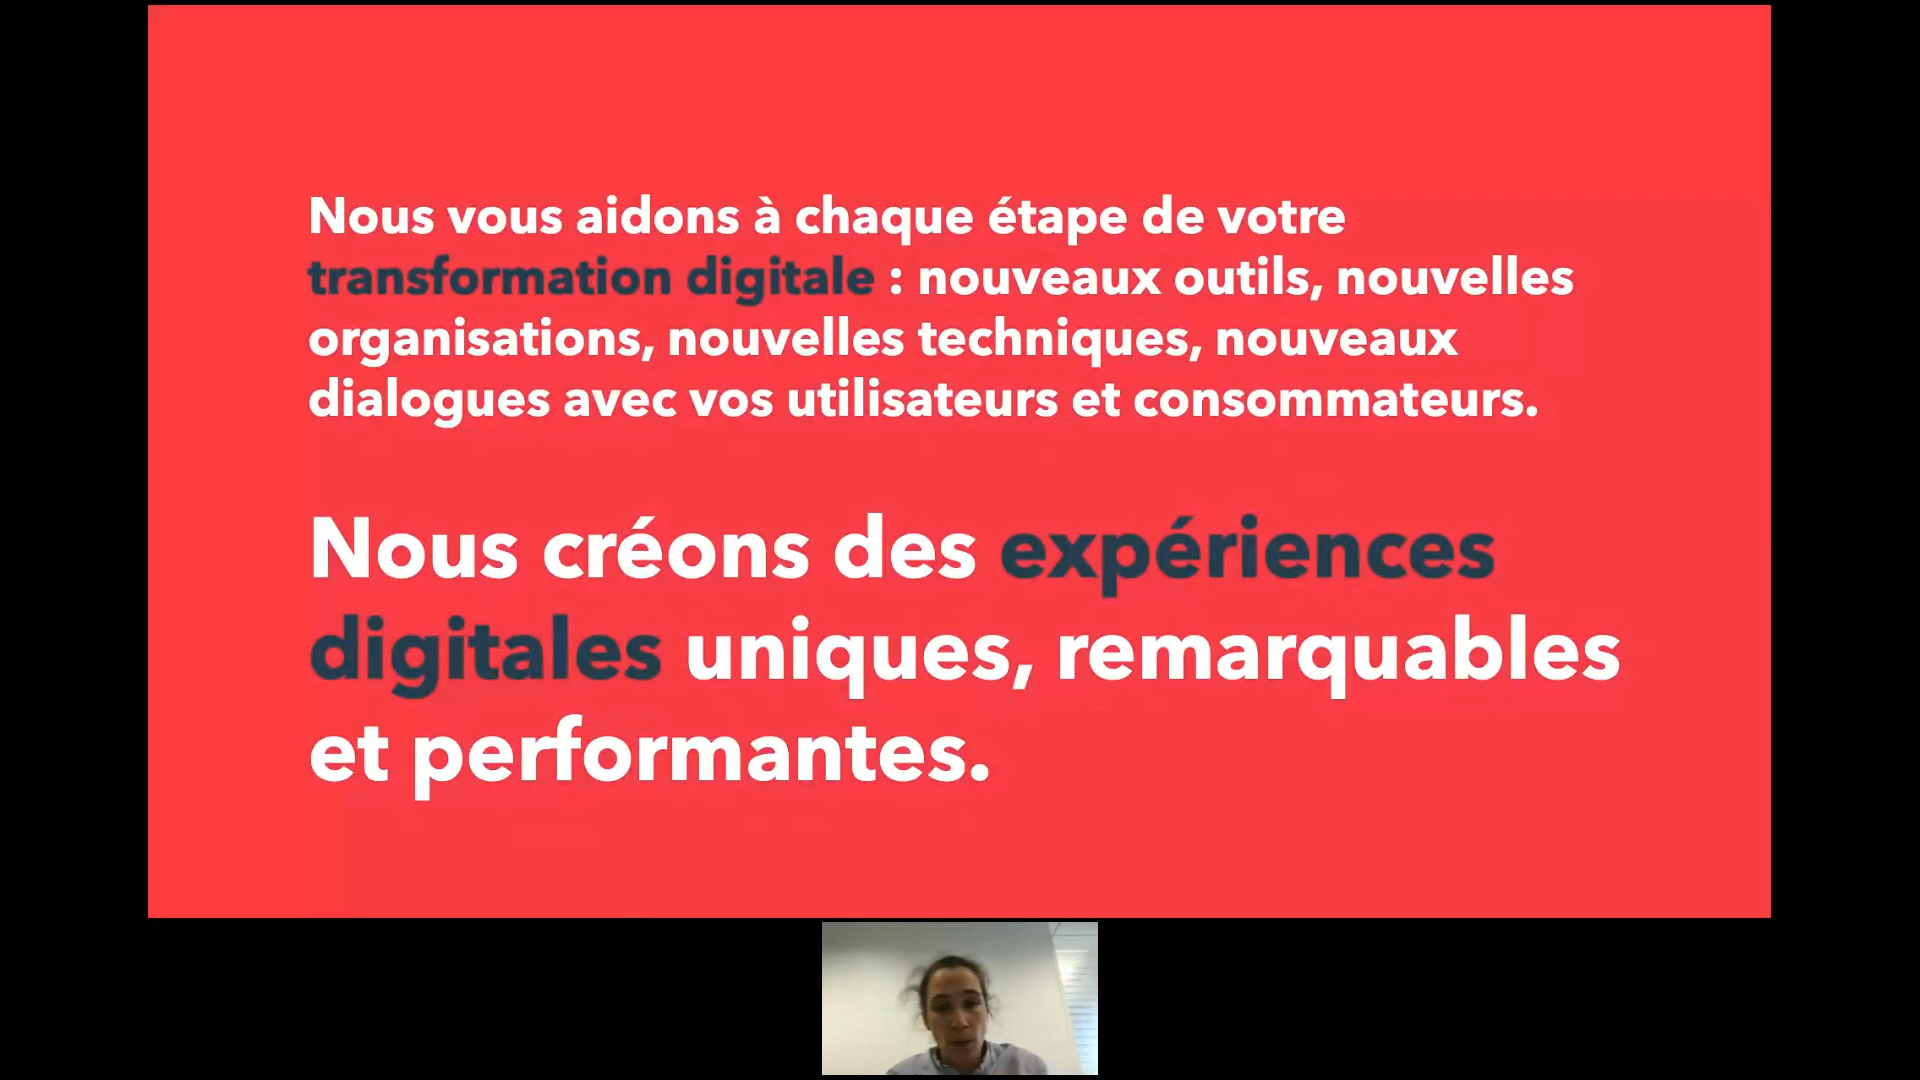 Nous vous aidons à chaque étape de votre
transformation digitale : nouveaux outils, nouvelles
organisations, nouvelles techniques, nouveaux
dialogues avec vos utilisateurs et consommateurs.
Nous créons des expériences
digitales uniques, remarquables
et performantes.